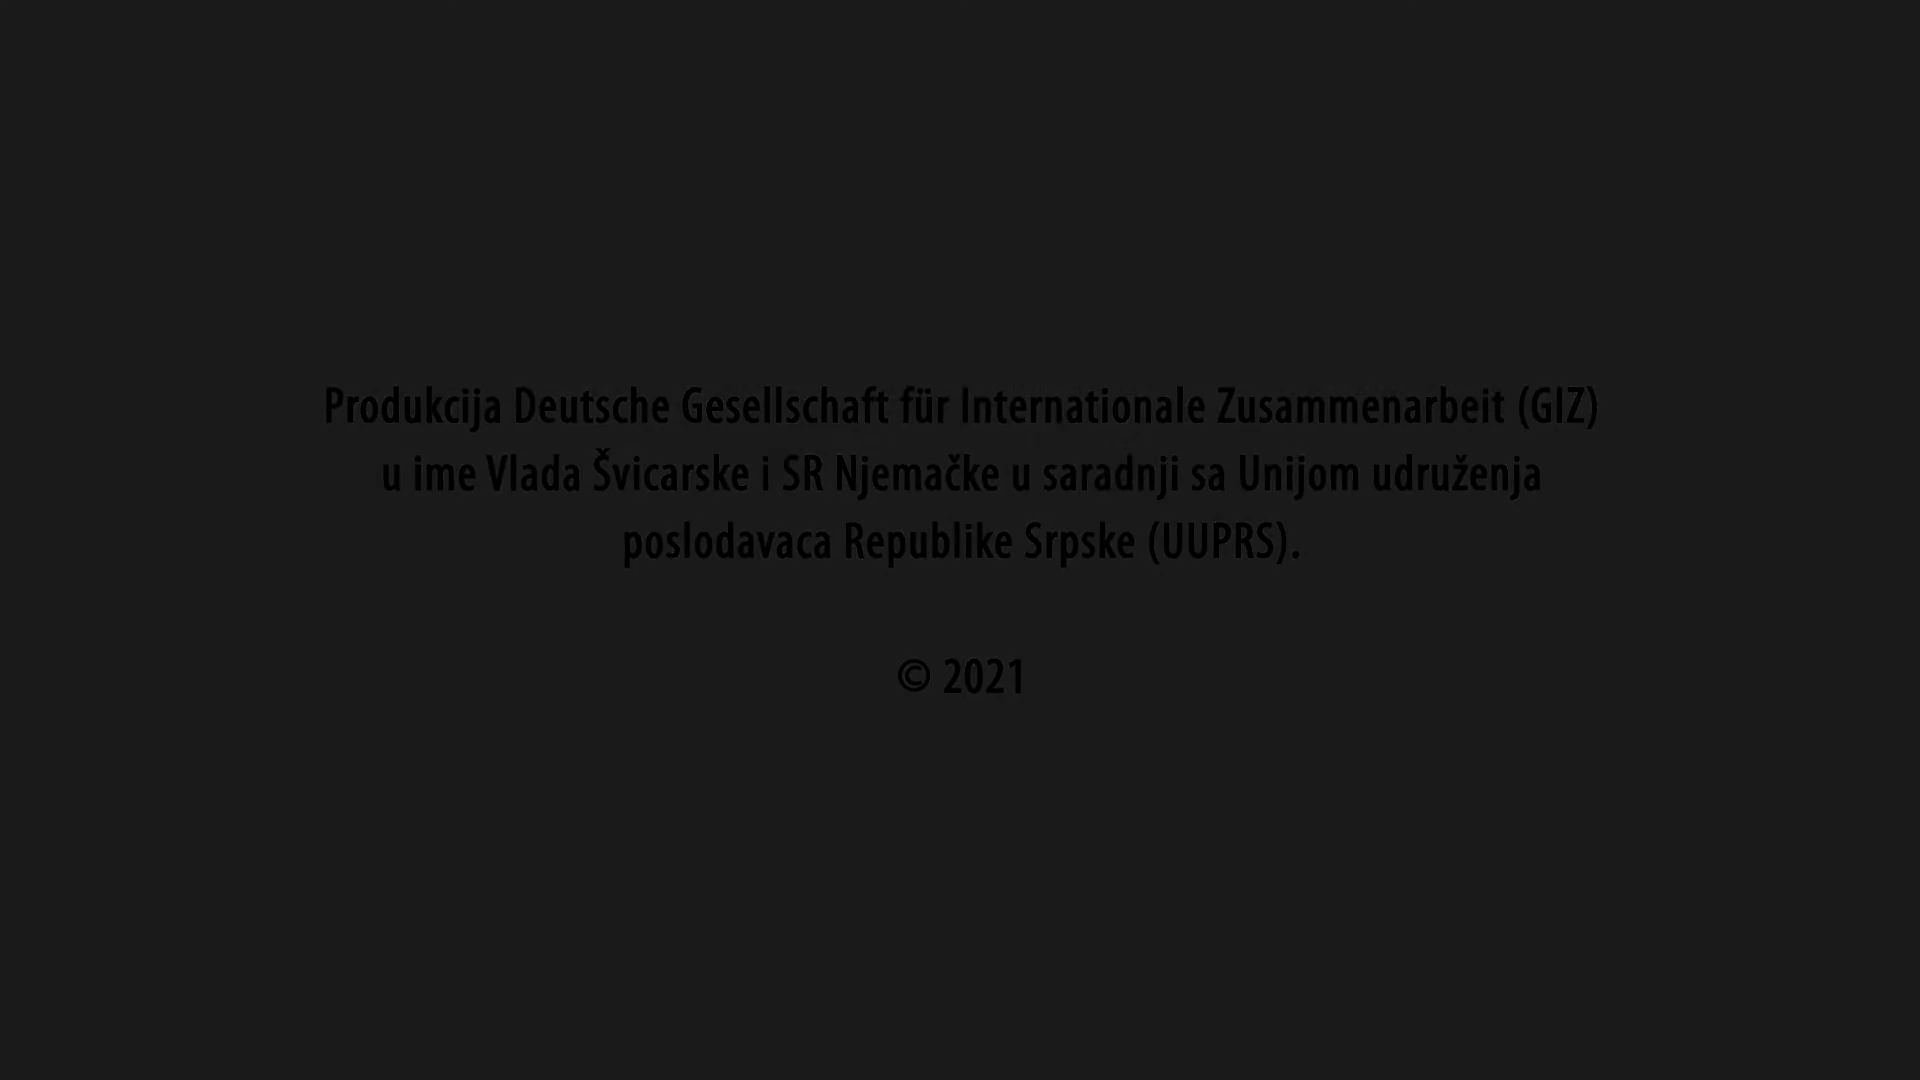 Produkcija Deutsche Gesellschaft für Internationale Zusammenarbeit (GIZ)
u ime Vlada Švicarske i SR Njemačke u saradnji sa Unijom udruženja
poslodavaca Republike Srpske (UUPRS).
© 2021